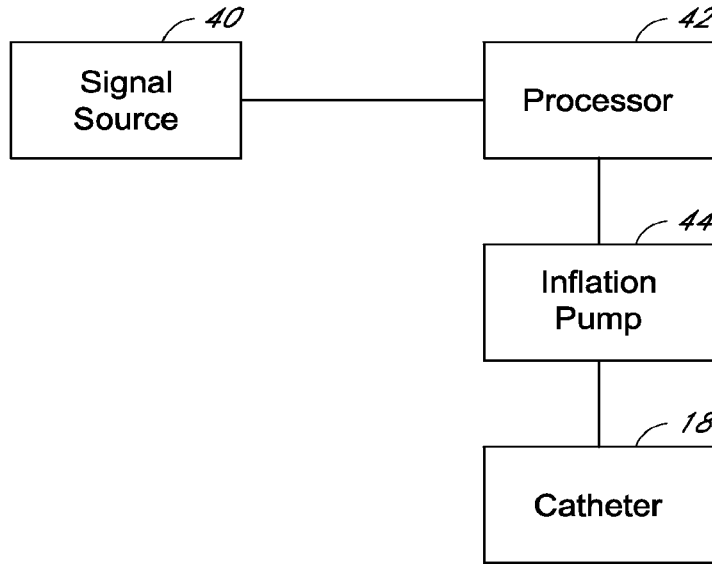 40
Signal
Source
42
Processor
44
Inflation
Pump
18
Catheter